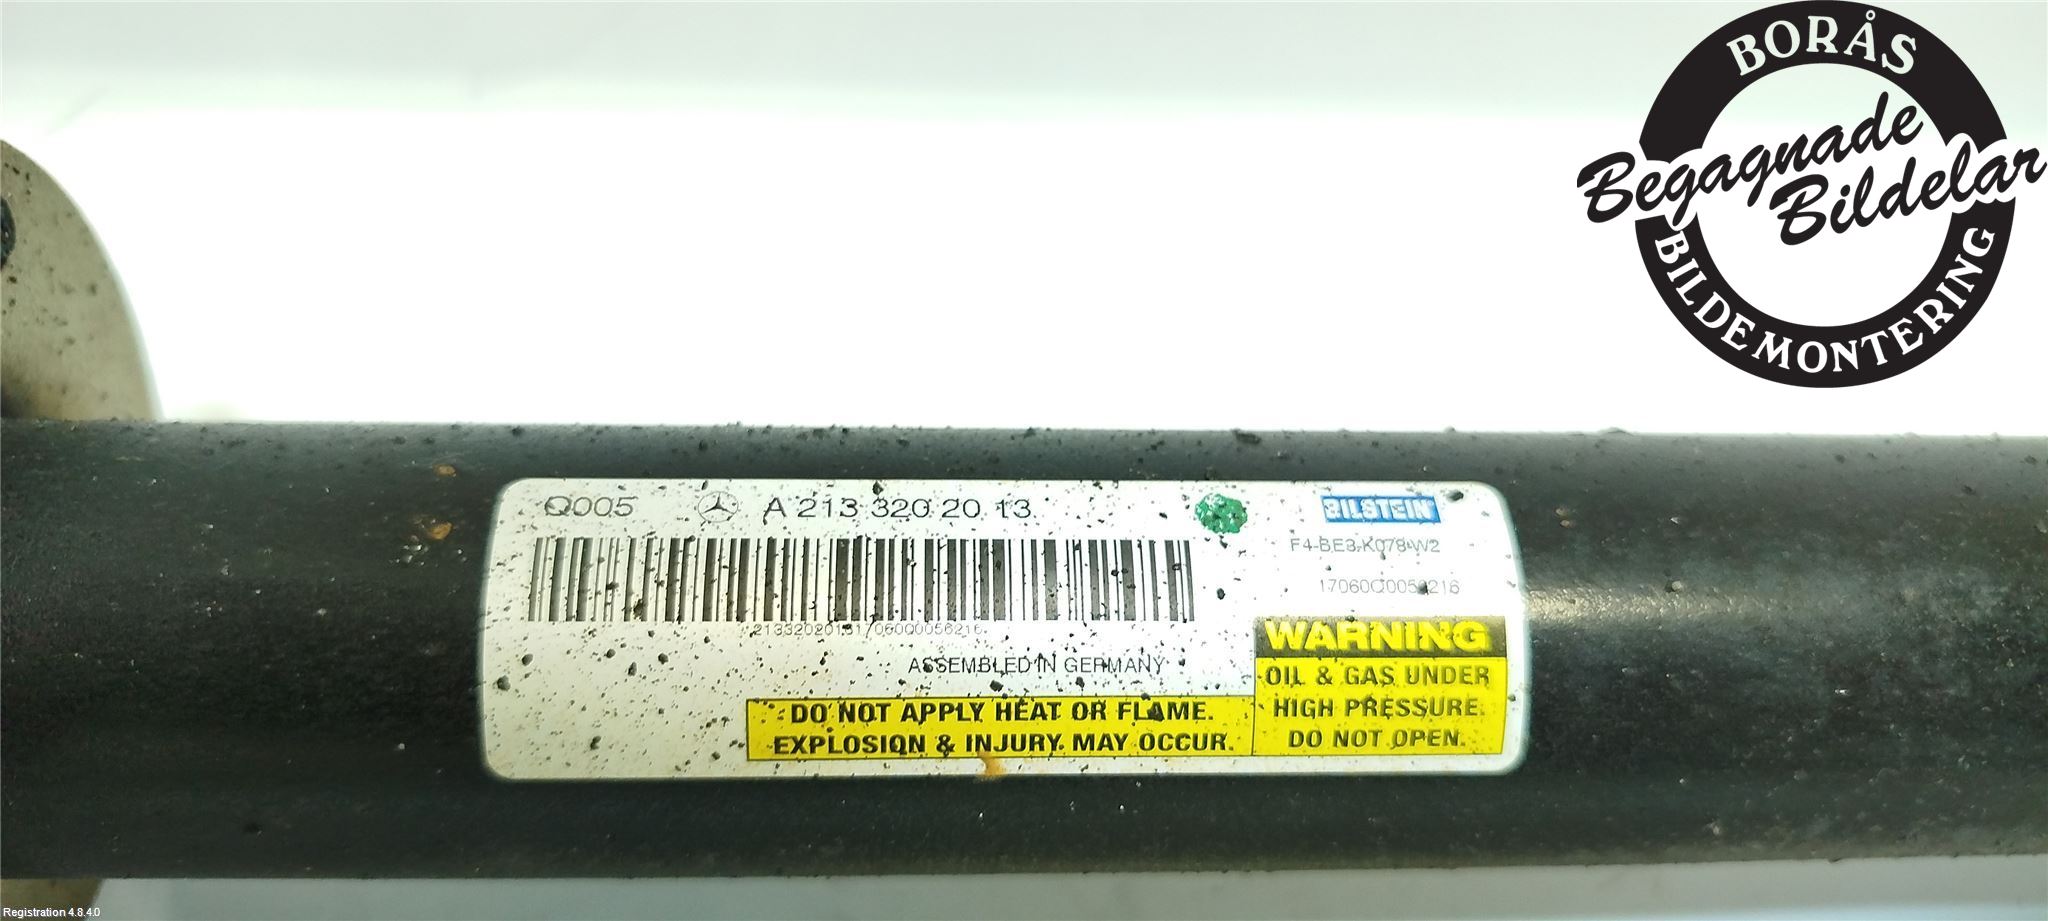 BORÅS
Begagnade
Bildelar
BILDEMONTERING
Q005 A 213 320 20 13
BILSTEIN
F4-BE3-K078-W2
17060Q0056216
213320201317060Q0056216
ASSEMBLED IN GERMANY
WARNING
OIL & GAS UNDER
HIGH PRESSURE.
DO NOT OPEN.
DO NOT APPLY HEAT OR FLAME.
EXPLOSION & INJURY MAY OCCUR.
Registration 4.8.4.0